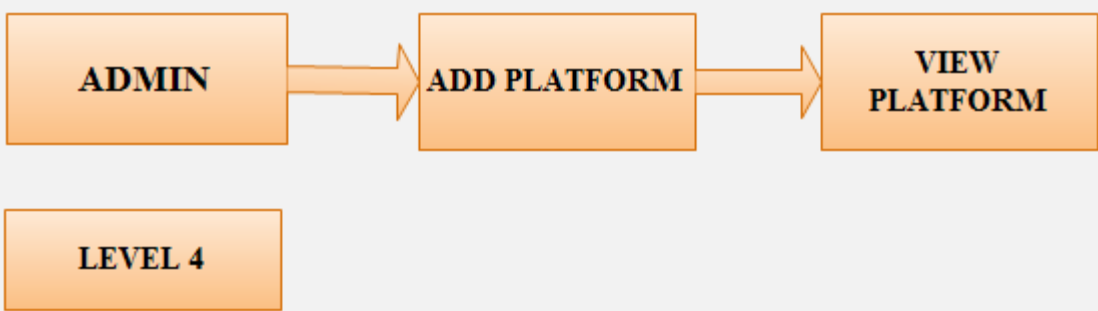 ADMIN
ADD PLATFORM
VIEW
PLATFORM
LEVEL 4